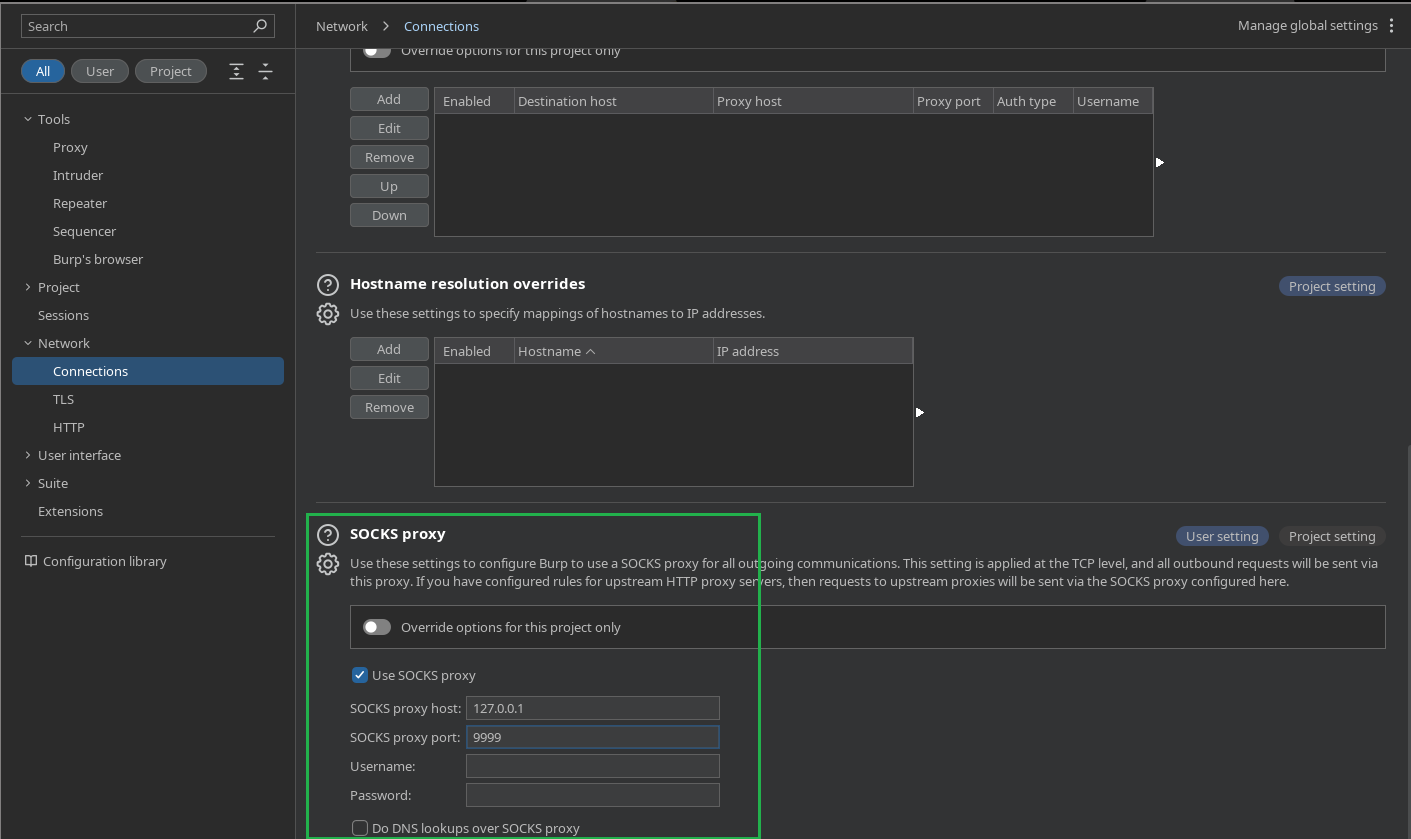 Search
All
User
Project
Tools
Proxy
Intruder
Repeater
Sequencer
Burp's browser
Project
Sessions
Network
Connections
TLS
HTTP
User interface
Suite
Extensions
Configuration library
Network > Connections
Manage global settings
Override options for this project only
Add
Edit
Remove
Up
Down
Enabled Destination host Proxy host Proxy port Auth type Username
Hostname resolution overrides
Project setting
Use these settings to specify mappings of hostnames to IP addresses.
Add
Edit
Remove
Enabled Hostname IP address
SOCKS proxy
User setting Project setting
Use these settings to configure Burp to use a SOCKS proxy for all outgoing communications. This setting is applied at the TCP level, and all outbound requests will be sent via
this proxy. If you have configured rules for upstream HTTP proxy servers, then requests to upstream proxies will be sent via the SOCKS proxy configured here.
Override options for this project only
Use SOCKS proxy
SOCKS proxy host: 127.0.0.1
SOCKS proxy port: 9999
Username:
Password:
Do DNS lookups over SOCKS proxy